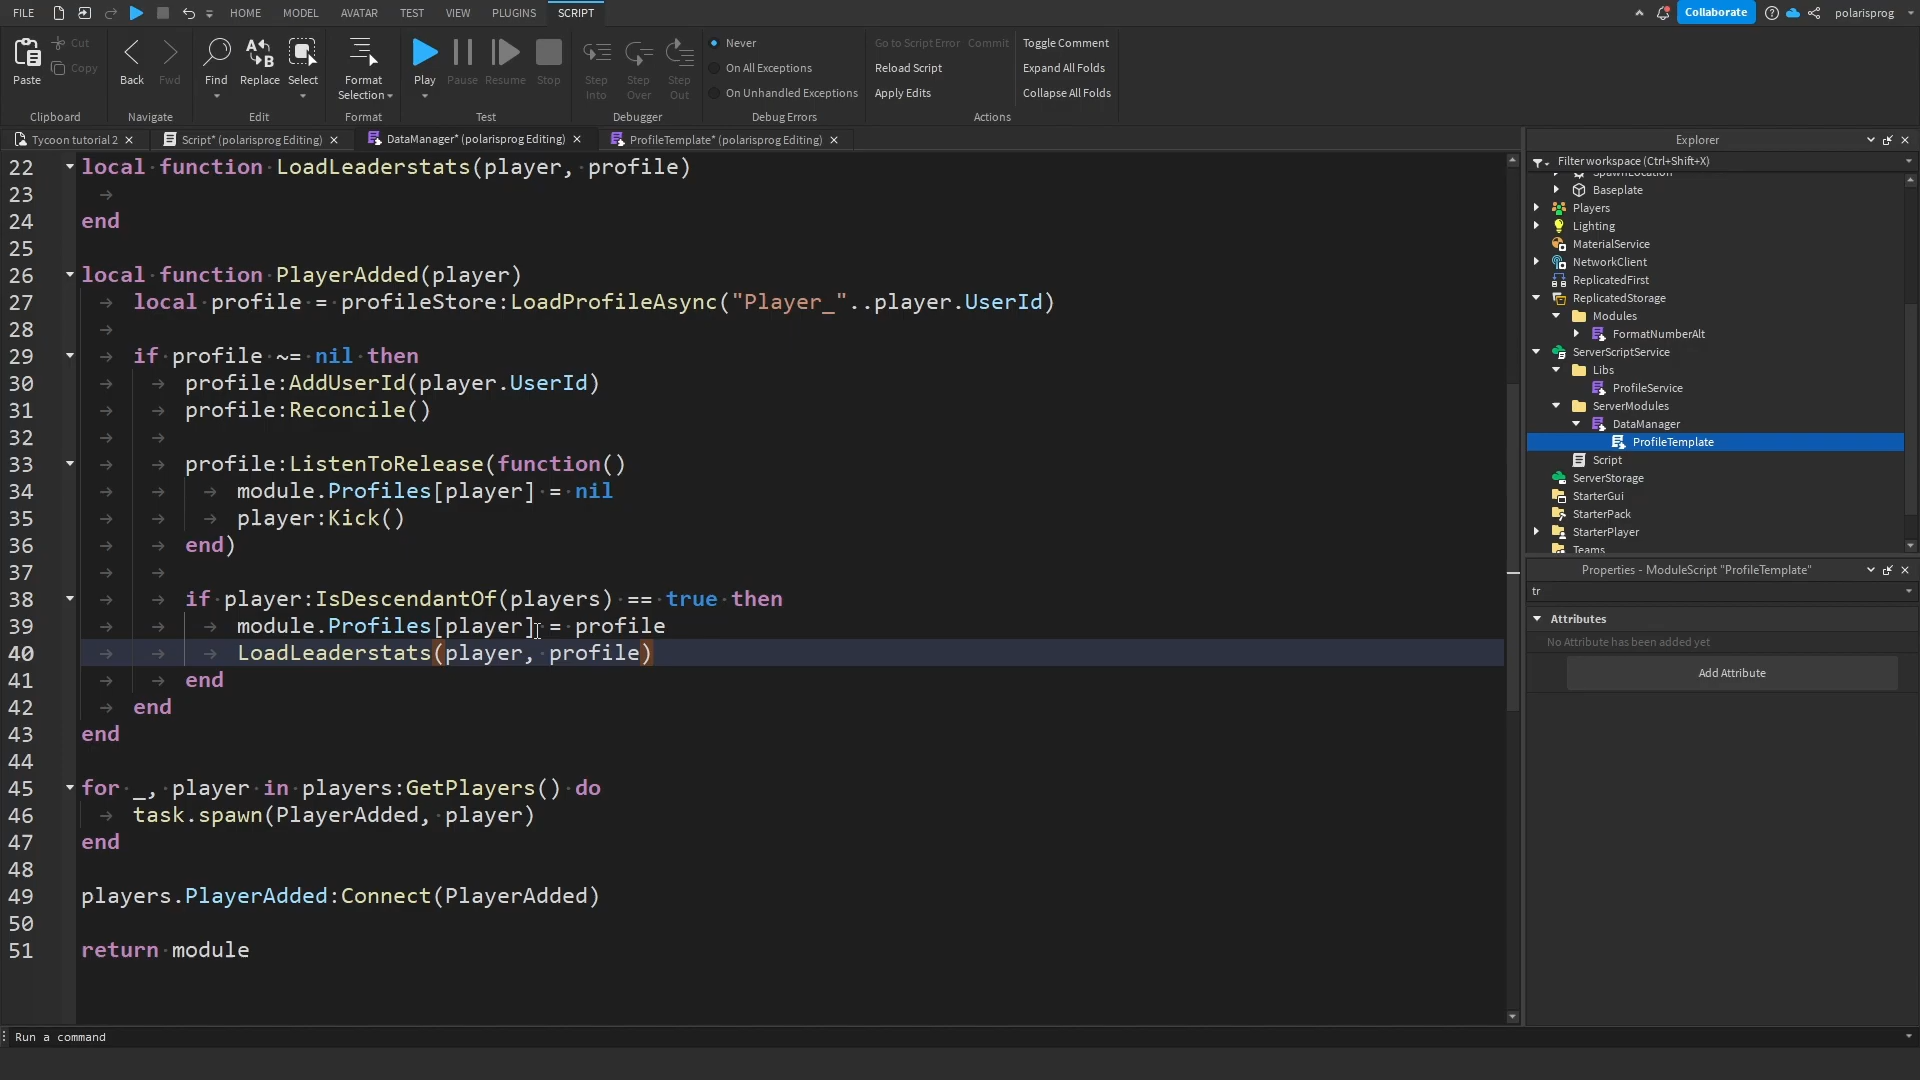 FILE HOME MODEL AVATAR TEST VIEW PLUGINS SCRIPT Collaborate polarisprog
Paste Cut Copy Back Fwd Find Replace Select Format Selection Play Pause Resume Stop Step Into Step Over Step Out
Never Go to Script Error Commit Toggle Comment
On All Exceptions Reload Script Expand All Folds
On Unhandled Exceptions Apply Edits Collapse All Folds
Clipboard Navigate Edit Format Test Debugger Debug Errors Actions
Tycoon tutorial 2 Script* (polarisprog Editing) DataManager* (polarisprog Editing) ProfileTemplate* (polarisprog Editing)
22 local function LoadLeaderstats(player, profile)
23
24 end
25
26 local function PlayerAdded(player)
27 local profile = profileStore:LoadProfileAsync("Player_"..player.UserId)
28
29 if profile ~= nil then
30 profile:AddUserId(player.UserId)
31 profile:Reconcile()
32
33 profile:ListenToRelease(function()
34 module.Profiles[player] = nil
35 player:Kick()
36 end)
37
38 if player:IsDescendantOf(players) == true then
39 module.Profiles[player] = profile
40 LoadLeaderstats(player, profile)
41 end
42 end
43 end
44
45 for _, player in players:GetPlayers() do
46 task.spawn(PlayerAdded, player)
47 end
48
49 players.PlayerAdded:Connect(PlayerAdded)
50
51 return module
Explorer
Filter workspace (Ctrl+Shift+X)
SpawnLocation
Baseplate
Players
Lighting
MaterialService
NetworkClient
ReplicatedFirst
ReplicatedStorage
Modules
FormatNumberAlt
ServerScriptService
Libs
ProfileService
ServerModules
DataManager
ProfileTemplate
Script
ServerStorage
StarterGui
StarterPack
StarterPlayer
Teams
Properties - ModuleScript "ProfileTemplate"
tr
Attributes
No Attribute has been added yet
Add Attribute
Run a command